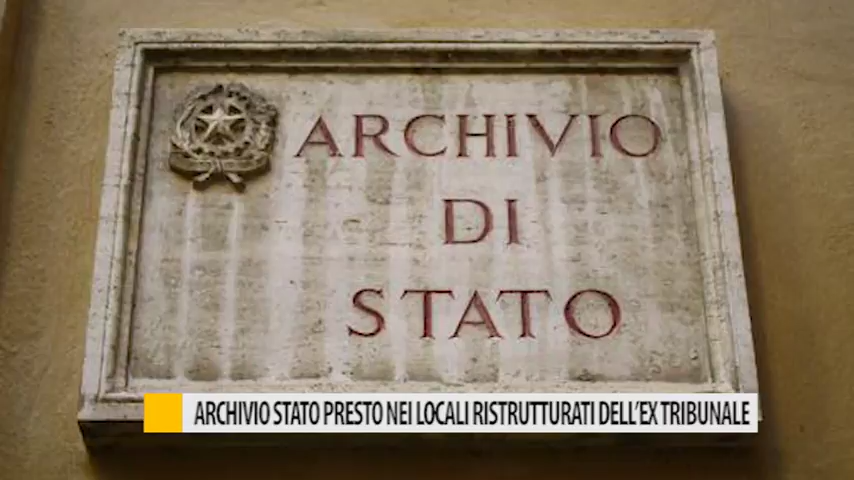 ARCHIVIO
DI
STATO
ARCHIVIO STATO PRESTO NEI LOCALI RISTRUTTURATI DELL'EX TRIBUNALE